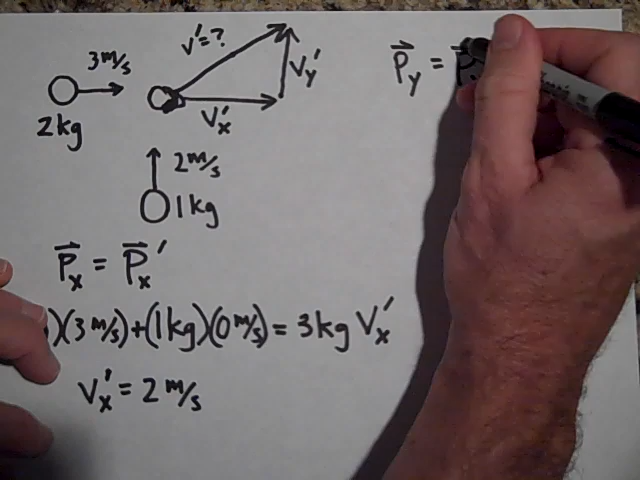 3 m/s
v' = ?
Vy'
Vx'
2kg
2 m/s
1kg
P⃗y =
P⃗x = P⃗x'
)(3 m/s) + (1kg)(0 m/s) = 3kg Vx'
Vx' = 2 m/s